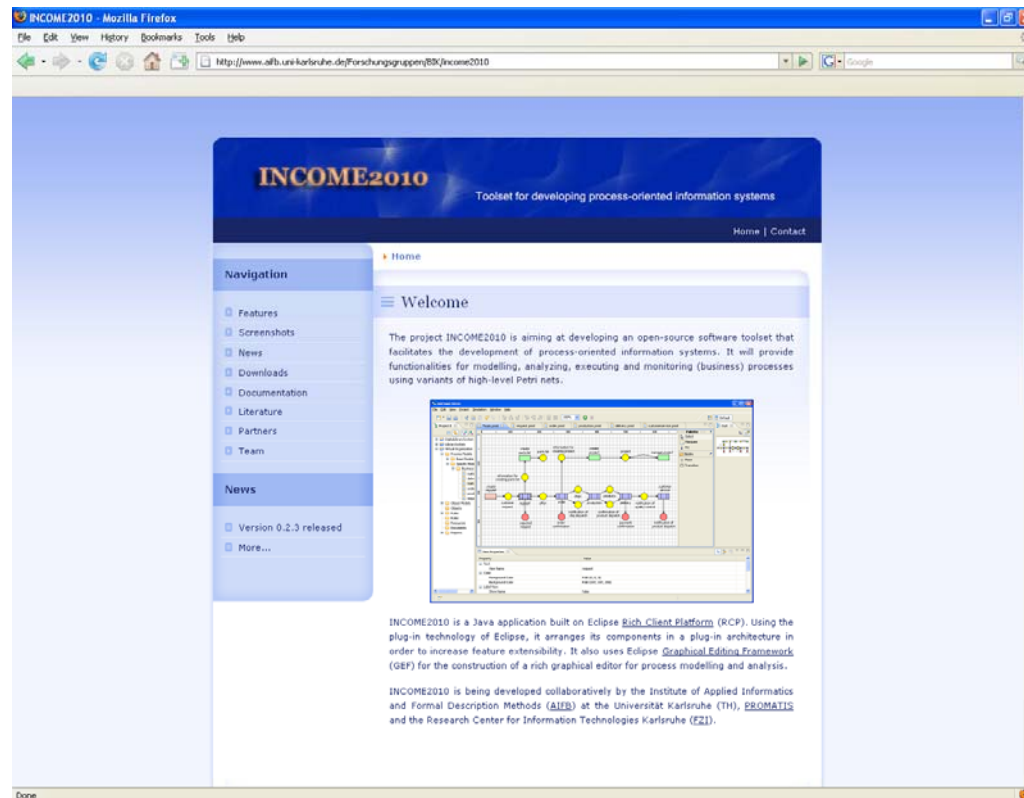 INCOME2010 - Mozilla Firefox
File Edit View History Bookmarks Tools Help
http://www.aifb.uni-karlsruhe.de/Forschungsgruppen/BIK/income2010
Google
INCOME2010
Toolset for developing process-oriented information systems
Home | Contact
Home
Navigation
Features
Screenshots
News
Downloads
Documentation
Literature
Partners
Team
News
Version 0.2.3 released
More...
Welcome
The project INCOME2010 is aiming at developing an open-source software toolset that
facilitates the development of process-oriented information systems. It will provide
functionalities for modelling, analyzing, executing and monitoring (business) processes
using variants of high-level Petri nets.
INCOME2010 is a Java application built on Eclipse Rich Client Platform (RCP). Using the
plug-in technology of Eclipse, it arranges its components in a plug-in architecture in
order to increase feature extensibility. It also uses Eclipse Graphical Editing Framework
(GEF) for the construction of a rich graphical editor for process modelling and analysis.
INCOME2010 is being developed collaboratively by the Institute of Applied Informatics
and Formal Description Methods (AIFB) at the Universität Karlsruhe (TH), PROMATIS
and the Research Center for Information Technologies Karlsruhe (FZI).
Done